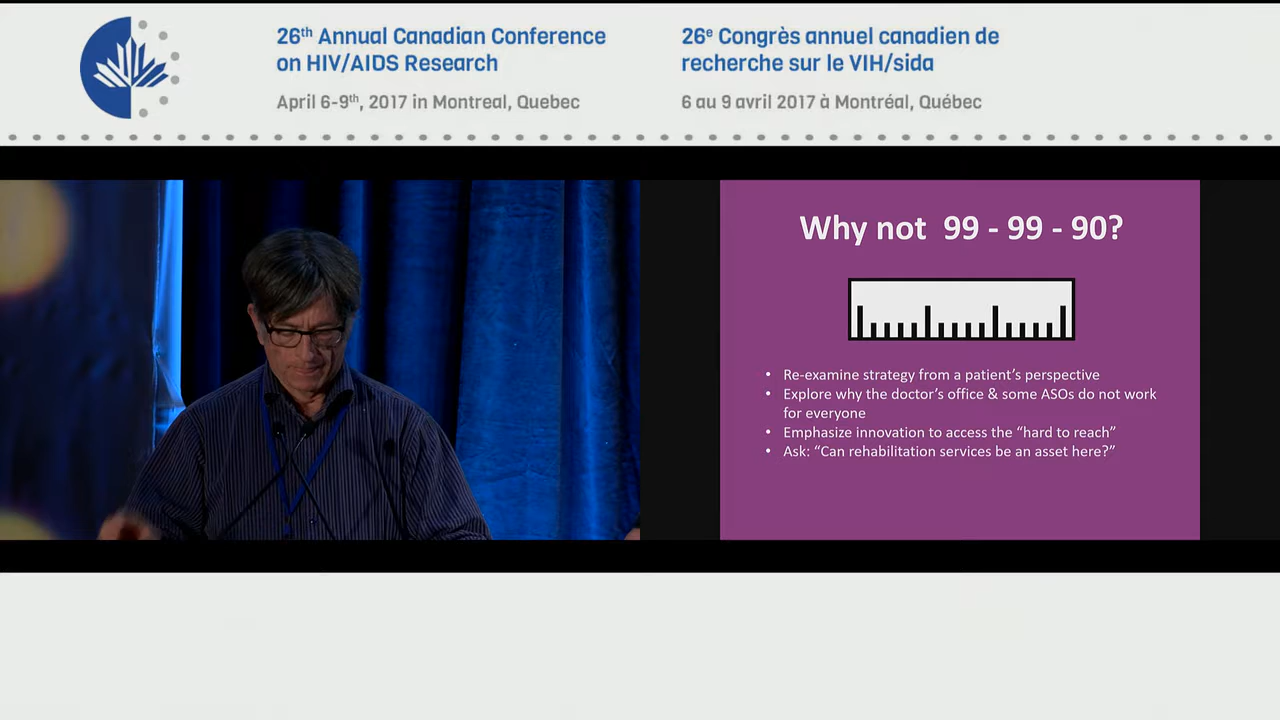 26th Annual Canadian Conference
on HIV/AIDS Research
April 6-9th, 2017 in Montreal, Quebec
26e Congrès annuel canadien de
recherche sur le VIH/sida
6 au 9 avril 2017 à Montréal, Québec
Why not 99 - 99 - 90?
• Re-examine strategy from a patient's perspective
• Explore why the doctor's office & some ASOs do not work
for everyone
• Emphasize innovation to access the "hard to reach"
• Ask: "Can rehabilitation services be an asset here?"